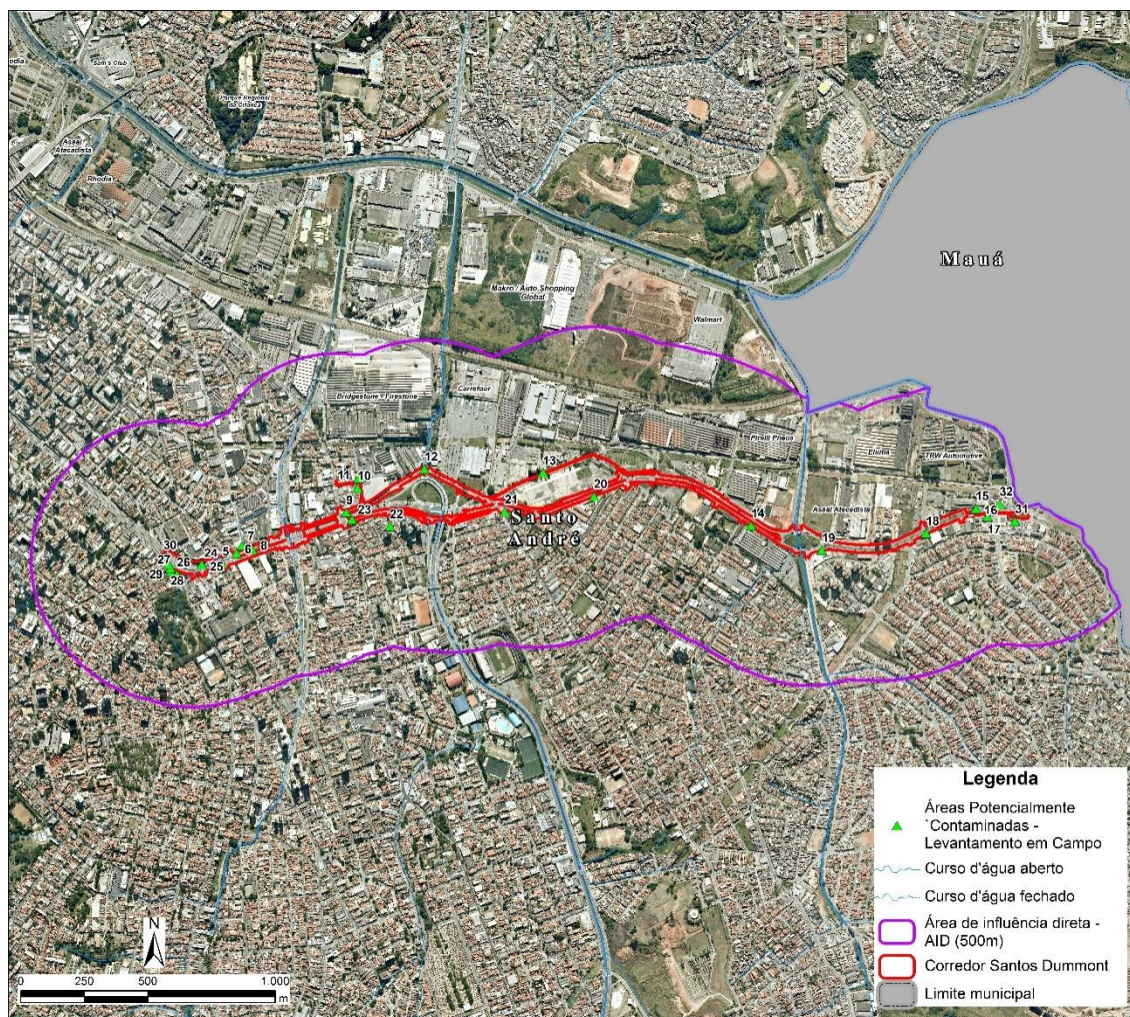 Sam's Club
Parque Regional
da Criança
Assaí
Atacadista
Rhodia
Mauá
Makro / Auto Shopping
Global
Walmart
Bridgestone - Firestone
Carrefour
Pirelli Pneus
Eluma
TRW Automotive
12
11
10
13
9
23
21
20
22
Santo
André
14
Assaí Atacadista
15
32
16
31
17
18
19
30
24
5
6
8
27
26
25
29
28
Legenda
Áreas Potencialmente
`Contaminadas -
Levantamento em Campo
Curso d'água aberto
Curso d'água fechado
Área de influência direta -
AID (500m)
Corredor Santos Dummont
Limite municipal
N
0 250 500 1.000
m